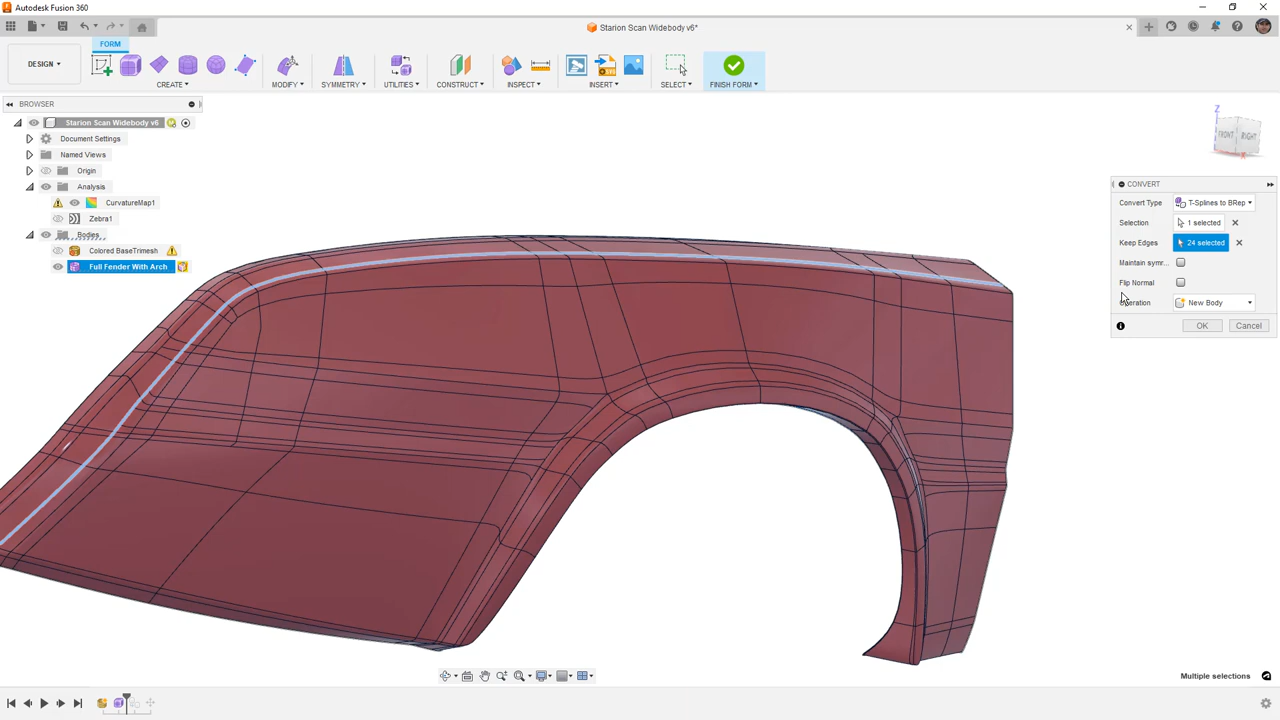 Autodesk Fusion 360
Starion Scan Widebody v6*
FORM
DESIGN
CREATE
MODIFY
SYMMETRY
UTILITIES
CONSTRUCT
INSPECT
INSERT
SELECT
FINISH FORM
BROWSER
Starion Scan Widebody v6
Document Settings
Named Views
Origin
Analysis
CurvatureMap1
Zebra1
Bodies
Colored BaseTrimesh
Full Fender With Arch
Z
FRONT
RIGHT
X
CONVERT
Convert Type
T-Splines to BRep
Selection
1 selected
Keep Edges
24 selected
Maintain symr...
Flip Normal
New Body
OK
Cancel
Multiple selections